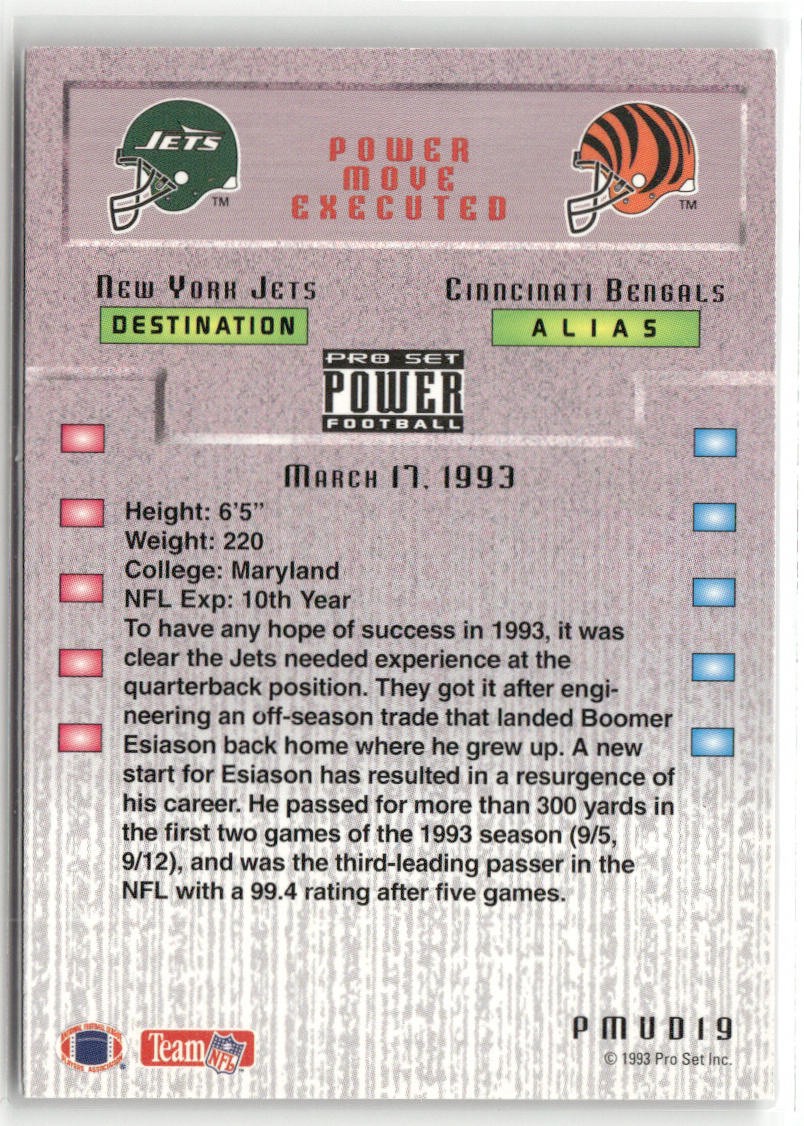 JETS
POWER
MOVE
EXECUTED
TM
TM
NEW YORK JETS
CINNCINATI BENGALS
DESTINATION
ALIAS
PRO SET
POWER
FOOTBALL
MARCH 17, 1993
Height: 6'5"
Weight: 220
College: Maryland
NFL Exp: 10th Year
To have any hope of success in 1993, it was
clear the Jets needed experience at the
quarterback position. They got it after engi-
neering an off-season trade that landed Boomer
Esiason back home where he grew up. A new
start for Esiason has resulted in a resurgence of
his career. He passed for more than 300 yards in
the first two games of the 1993 season (9/5,
9/12), and was the third-leading passer in the
NFL with a 99.4 rating after five games.
PMUD19
NATIONAL FOOTBALL LEAGUE
PLAYERS ASSOCIATION
®
Team NFL
© 1993 Pro Set Inc.